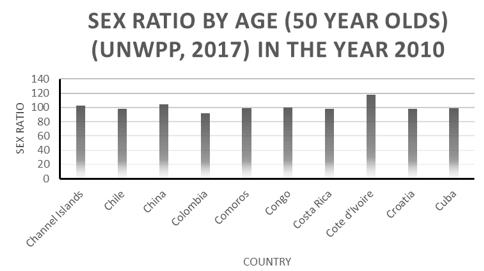 SEX RATIO BY AGE (50 YEAR OLDS)
(UNWPP, 2017) IN THE YEAR 2010
140
120
100
80
60
40
20
0
SEX RATIO
Channel Islands
Chile
China
Colombia
Comoros
Congo
Costa Rica
Cote d'Ivoire
Croatia
Cuba
COUNTRY